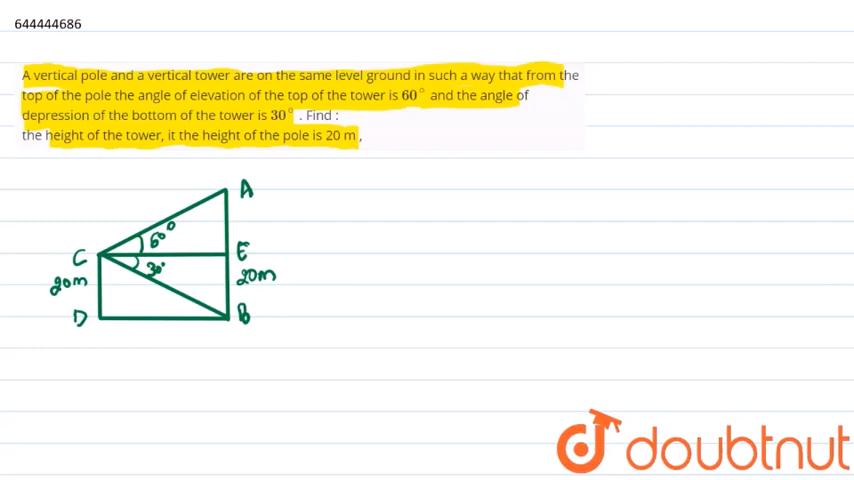 644444686
A vertical pole and a vertical tower are on the same level ground in such a way that from the
top of the pole the angle of elevation of the top of the tower is 60° and the angle of
depression of the bottom of the tower is 30° . Find :
the height of the tower, it the height of the pole is 20 m ,
A
60°
C
E
30°
20m
20m
D
B
doubtnut